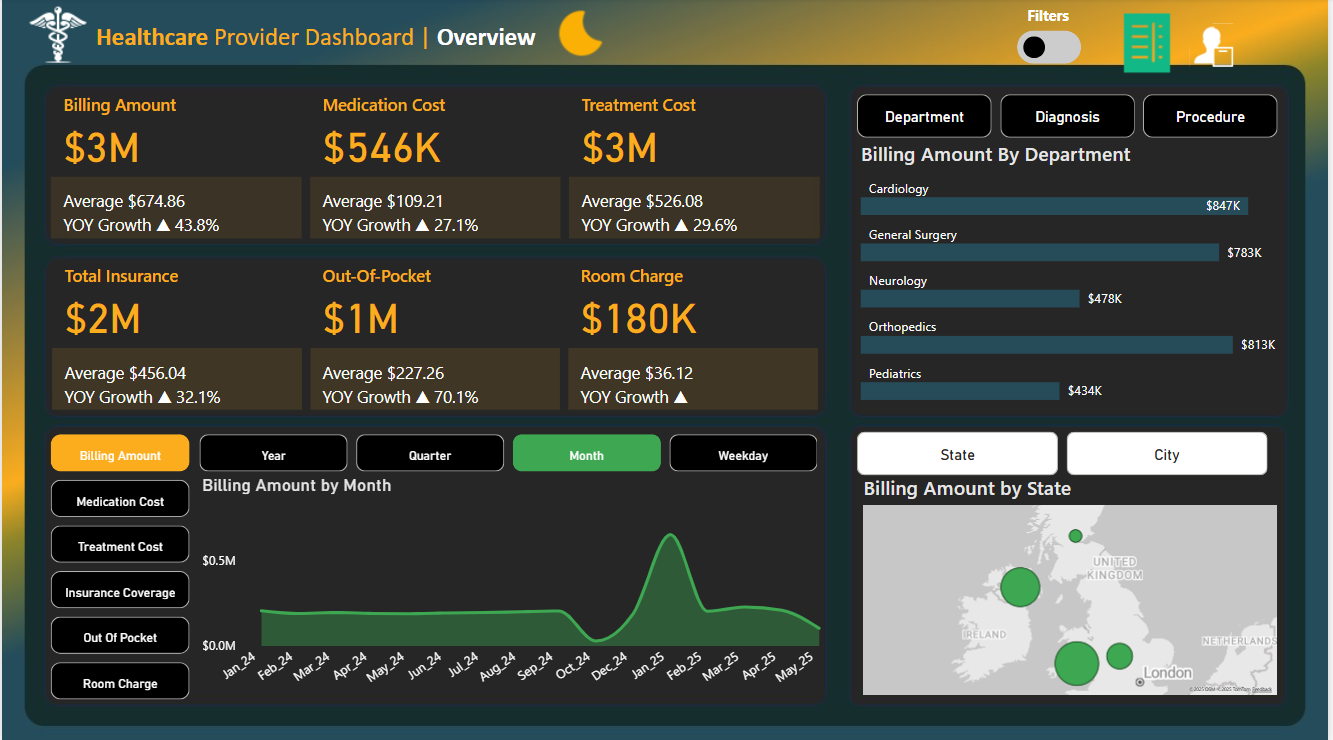 Healthcare Provider Dashboard | Overview
Filters
Billing Amount
$3M
Average $674.86
YOY Growth ▲ 43.8%
Medication Cost
$546K
Average $109.21
YOY Growth ▲ 27.1%
Treatment Cost
$3M
Average $526.08
YOY Growth ▲ 29.6%
Total Insurance
$2M
Average $456.04
YOY Growth ▲ 32.1%
Out-Of-Pocket
$1M
Average $227.26
YOY Growth ▲ 70.1%
Room Charge
$180K
Average $36.12
YOY Growth ▲
Department
Diagnosis
Procedure
Billing Amount By Department
Cardiology
$847K
General Surgery
$783K
Neurology
$478K
Orthopedics
$813K
Pediatrics
$434K
Billing Amount
Medication Cost
Treatment Cost
Insurance Coverage
Out Of Pocket
Room Charge
Year
Quarter
Month
Weekday
Billing Amount by Month
$0.5M
$0.0M
Jan_24
Feb_24
Mar_24
Apr_24
May_24
Jun_24
Jul_24
Aug_24
Sep_24
Oct_24
Dec_24
Jan_25
Feb_25
Mar_25
Apr_25
May_25
State
City
Billing Amount by State
UNITED
KINGDOM
IRELAND
NETHERLANDS
London
©2025 OSM ©2025 TomTom Feedback